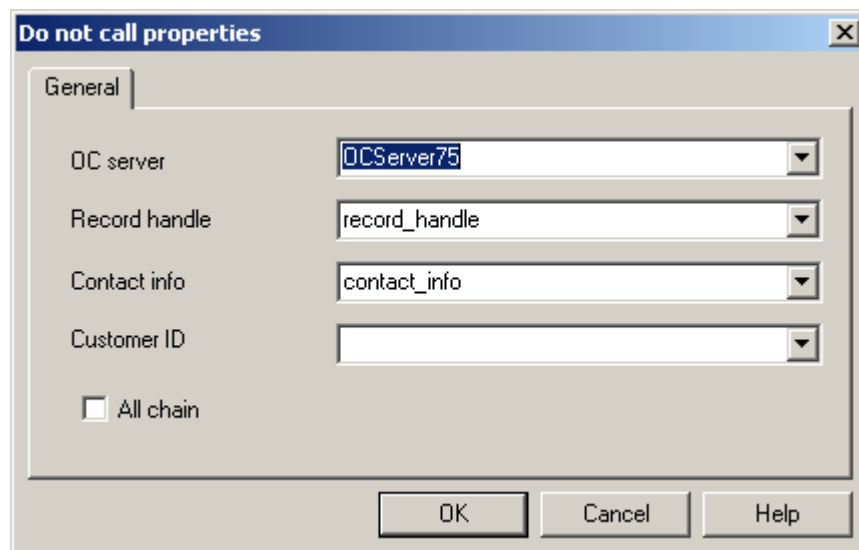 Do not call properties
General
OC server OCServer75
Record handle record_handle
Contact info contact_info
Customer ID
All chain
OK Cancel Help